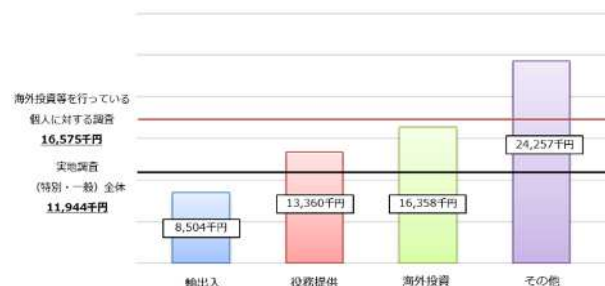 海外投資等を行っている
個人に対する調査
16,575千円
実地調査
(特別・一般)全体
11,944千円
8,504千円
13,360千円
16,358千円
24,257千円
輸出入
役務提供
海外投資
その他